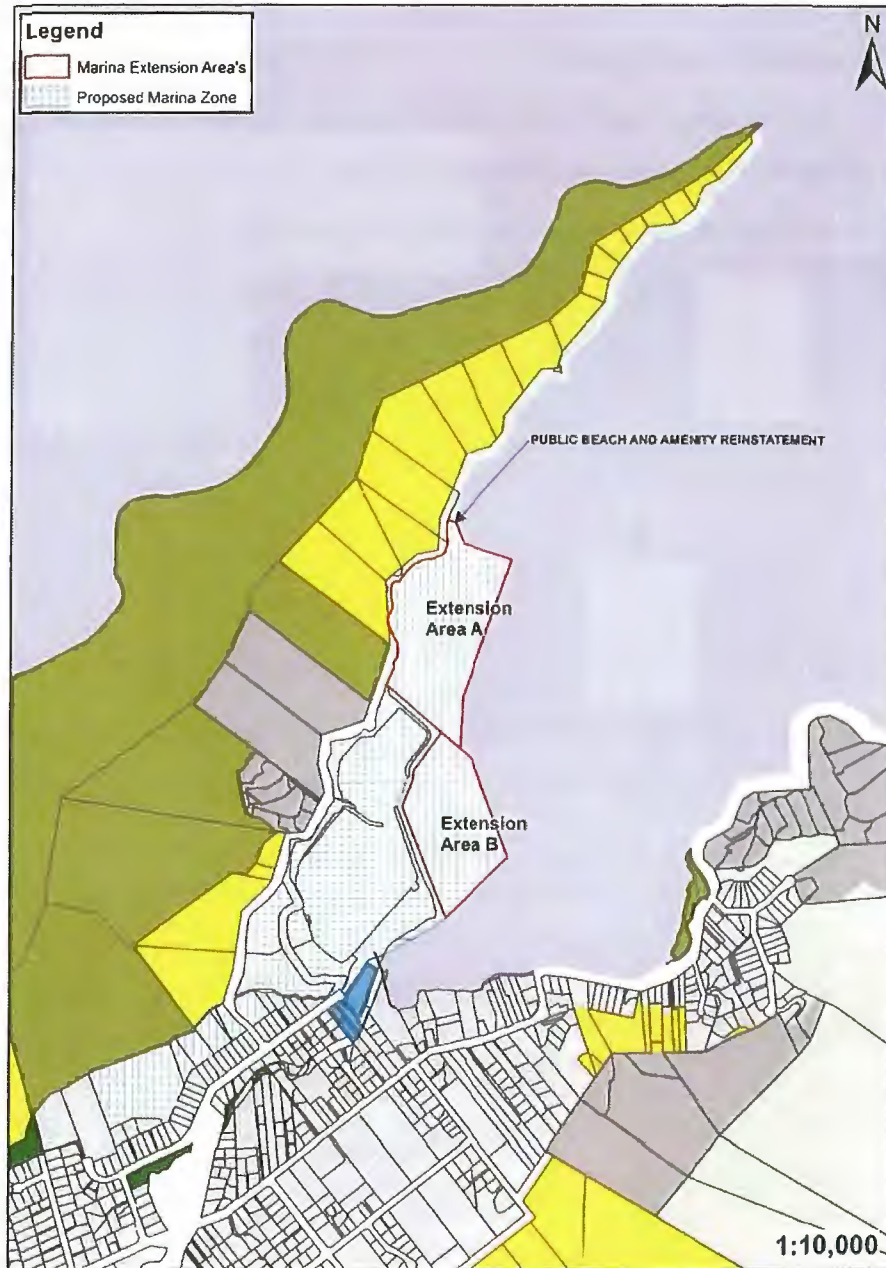 Legend
Marina Extension Area's
Proposed Marina Zone
N
PUBLIC BEACH AND AMENITY REINSTATEMENT
Extension
Area A
Extension
Area B
1:10,000